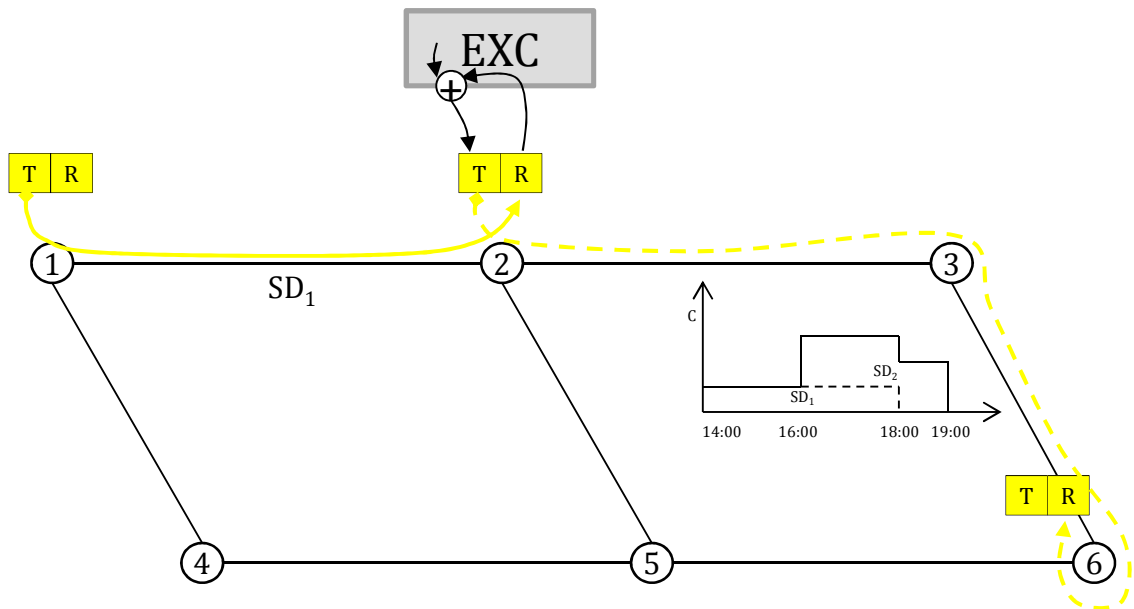 EXC
+
T R
T R
1
2
3
SD₁
C
SD₂
SD₁
14:00 16:00 18:00 19:00
T R
4
5
6